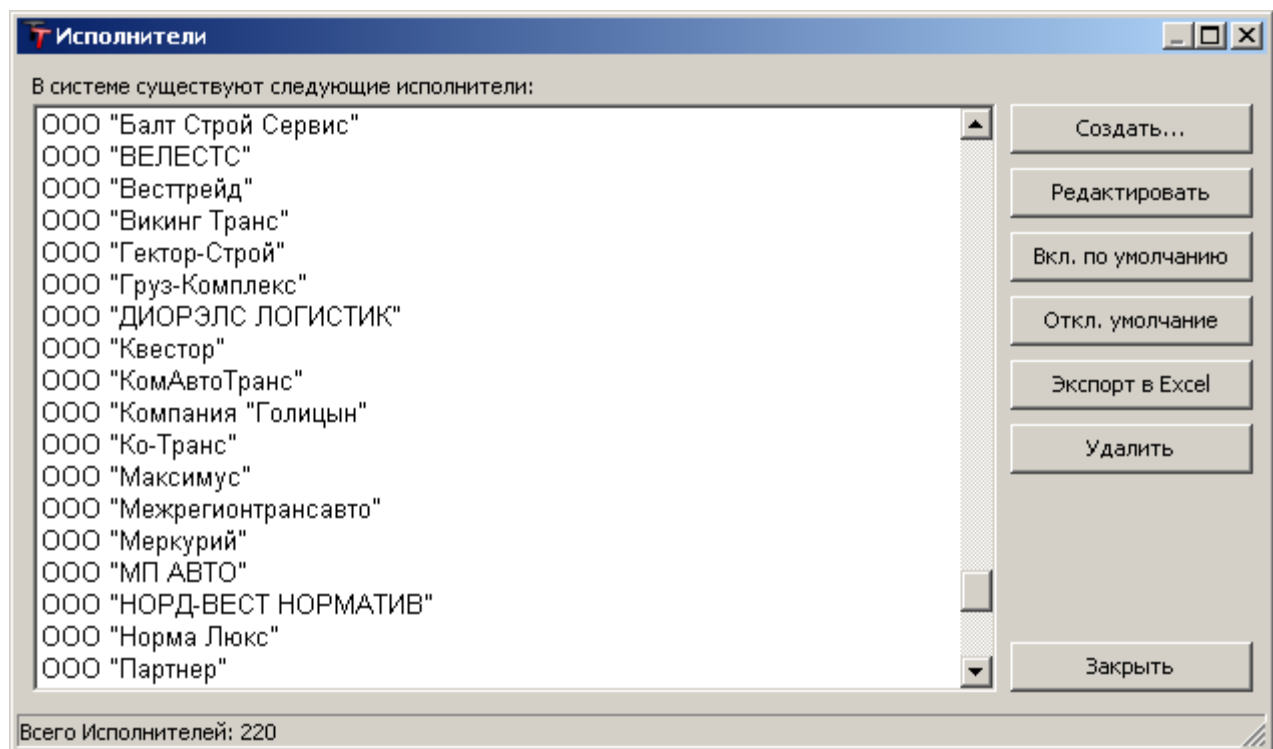 Исполнители
В системе существуют следующие исполнители:
ООО "Балт Строй Сервис"
ООО "ВЕЛЕСТС"
ООО "Весттрейд"
ООО "Викинг Транс"
ООО "Гектор-Строй"
ООО "Груз-Комплекс"
ООО "ДИОРЭЛС ЛОГИСТИК"
ООО "Квестор"
ООО "КомАвтоТранс"
ООО "Компания "Голицын"
ООО "Ко-Транс"
ООО "Максимус"
ООО "Межрегионтрансавто"
ООО "Меркурий"
ООО "МП АВТО"
ООО "НОРД-ВЕСТ НОРМАТИВ"
ООО "Норма Люкс"
ООО "Партнер"
Создать...
Редактировать
Вкл. по умолчанию
Откл. умолчание
Экспорт в Excel
Удалить
Закрыть
Всего Исполнителей: 220